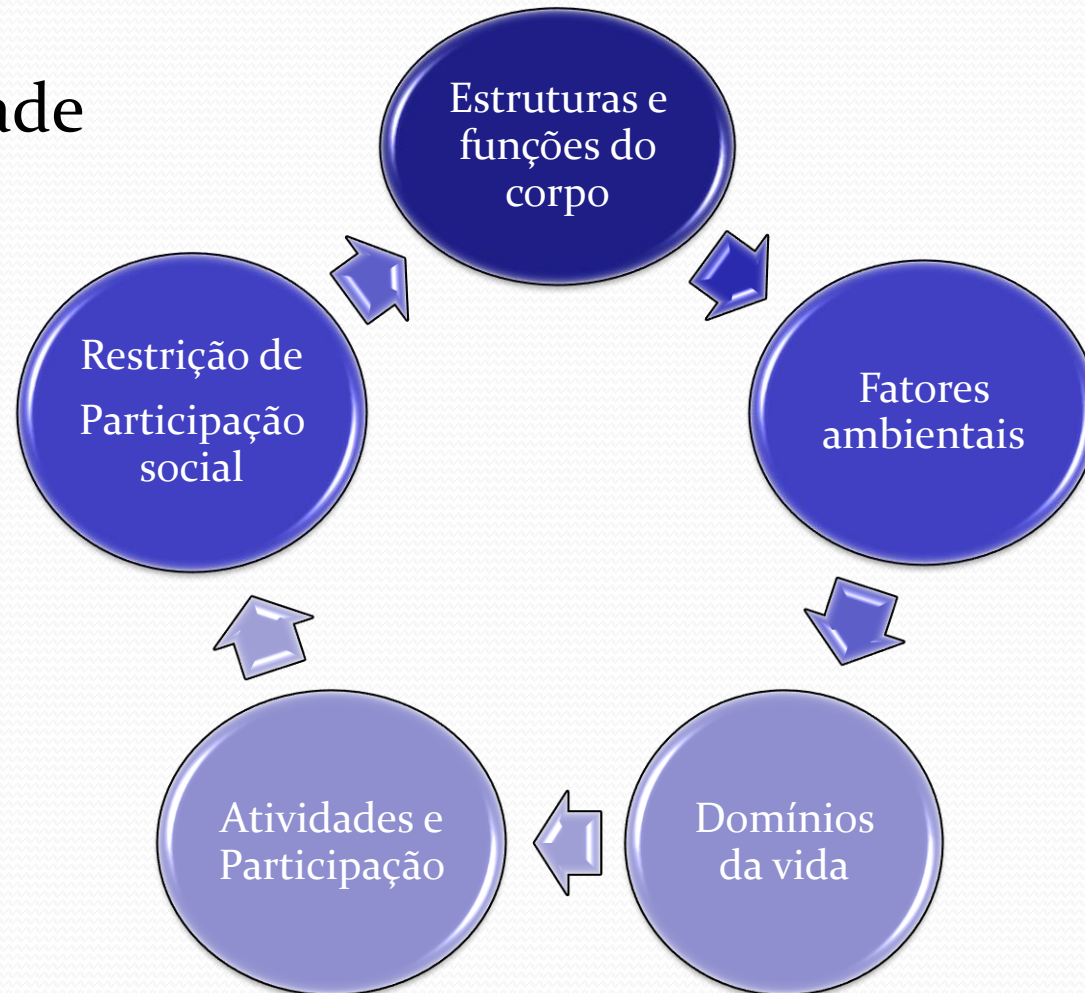 ade
Estruturas e
funções do
corpo
Fatores
ambientais
Domínios
da vida
Atividades e
Participação
Restrição de
Participação
social